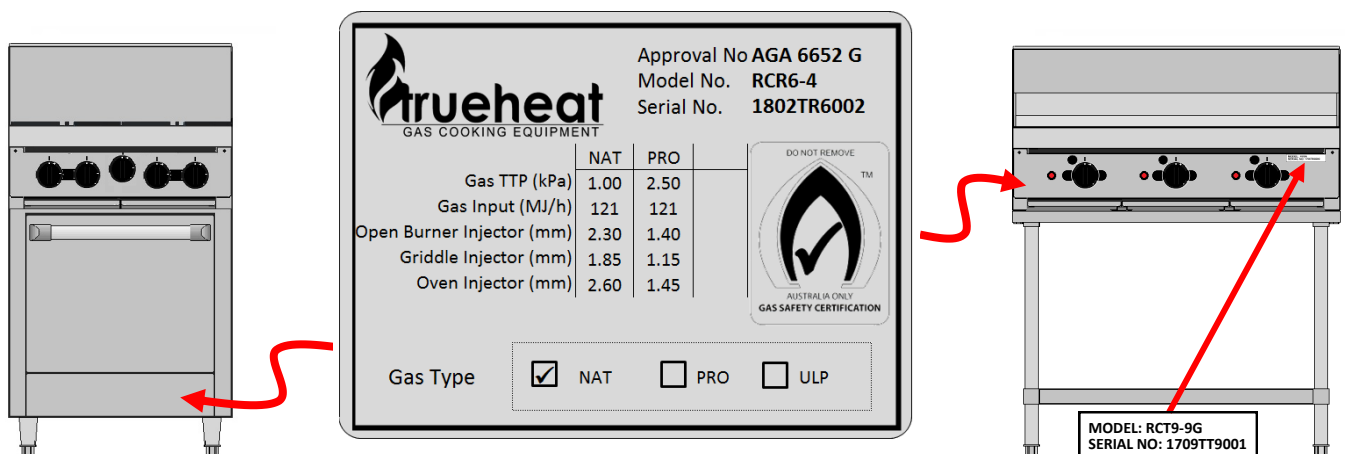 Approval No AGA 6652 G
Model No. RCR6-4
Serial No. 1802TR6002
trueheat
GAS COOKING EQUIPMENT
NAT PRO
Gas TTP (kPa) 1.00 2.50
Gas Input (MJ/h) 121 121
Open Burner Injector (mm) 2.30 1.40
Griddle Injector (mm) 1.85 1.15
Oven Injector (mm) 2.60 1.45
DO NOT REMOVE
TM
AUSTRALIA ONLY
GAS SAFETY CERTIFICATION
Gas Type NAT PRO ULP
MODEL: RCT9-9G
SERIAL NO: 1709TT9001